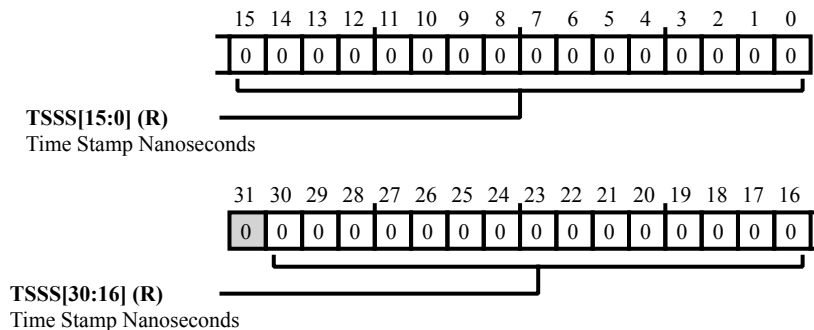 15 14 13 12 11 10 9 8 7 6 5 4 3 2 1 0
0 0 0 0 0 0 0 0 0 0 0 0 0 0 0 0
TSSS[15:0] (R)
Time Stamp Nanoseconds
31 30 29 28 27 26 25 24 23 22 21 20 19 18 17 16
0 0 0 0 0 0 0 0 0 0 0 0 0 0 0 0
TSSS[30:16] (R)
Time Stamp Nanoseconds